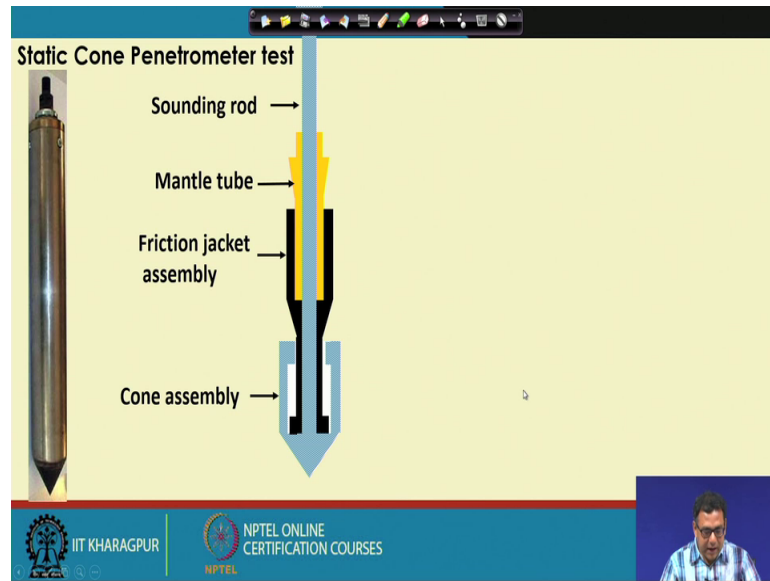 Static Cone Penetrometer test
Sounding rod
Mantle tube
Friction jacket
assembly
Cone assembly
IIT KHARAGPUR
NPTEL
NPTEL ONLINE
CERTIFICATION COURSES